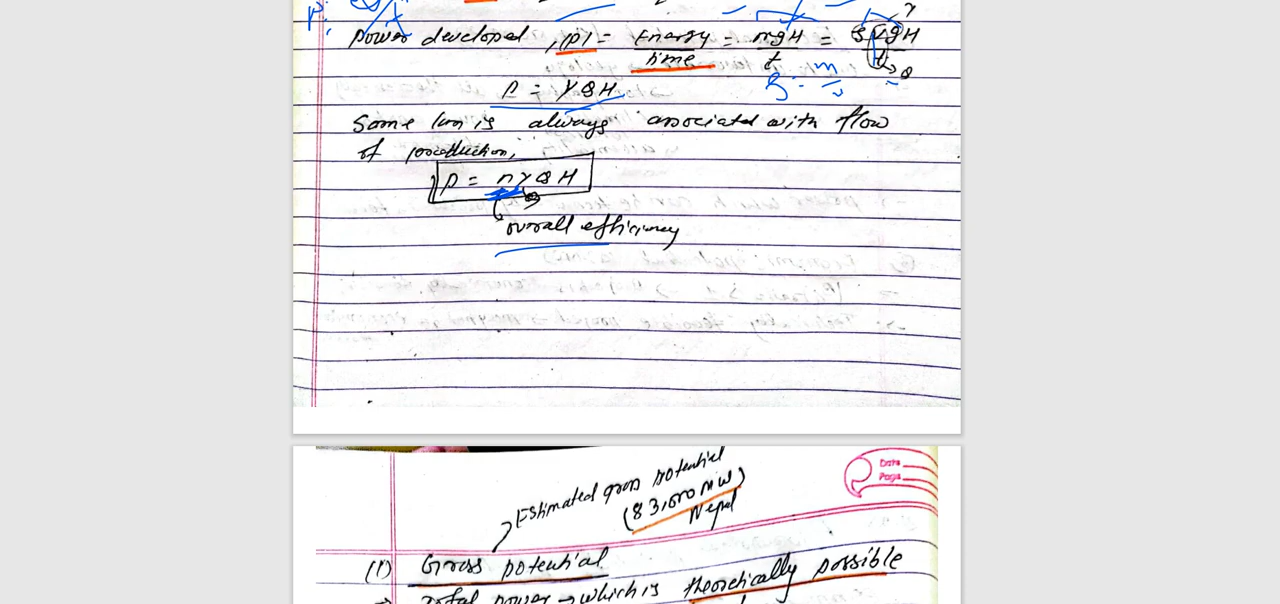 power developed, (P) = Energy/time = mgH/t = ρVgH/t → Q
ρ = m/v
P = γQH
Some loss is always associated with flow
of production,
P = ηγQH
overall efficiency
Date
Page
Estimated gross potential
(83,000 MW)
Nepal
(1) Gross potential
→ Total power → which is theoretically possible